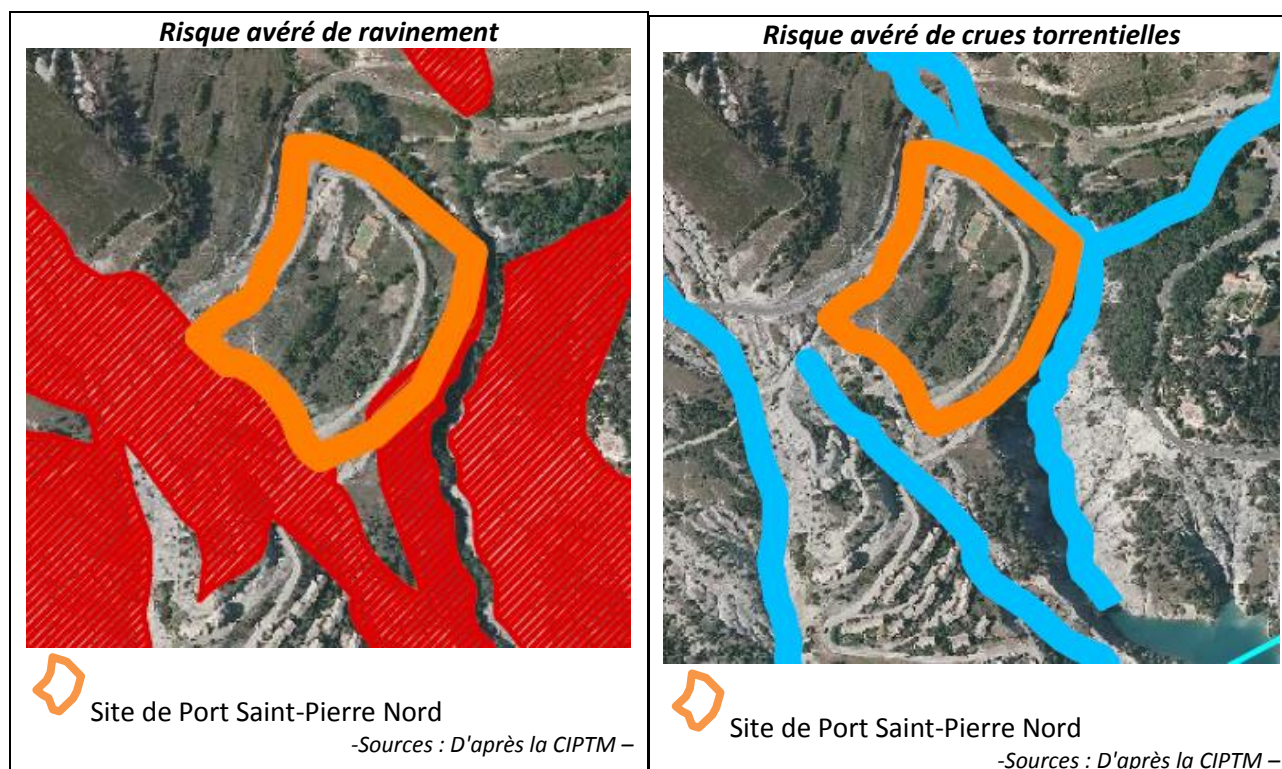 Risque avéré de ravinement
Site de Port Saint-Pierre Nord
-Sources : D'après la CIPTM –
Risque avéré de crues torrentielles
Site de Port Saint-Pierre Nord
-Sources : D'après la CIPTM –